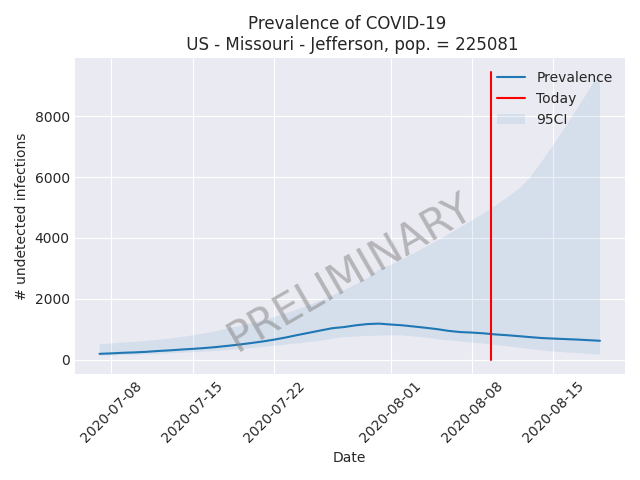 Prevalence of COVID-19
US - Missouri - Jefferson, pop. = 225081
Prevalence
Today
95CI
# undetected infections
8000
6000
4000
2000
0
PRELIMINARY
2020-07-08
2020-07-15
2020-07-22
2020-08-01
2020-08-08
2020-08-15
Date